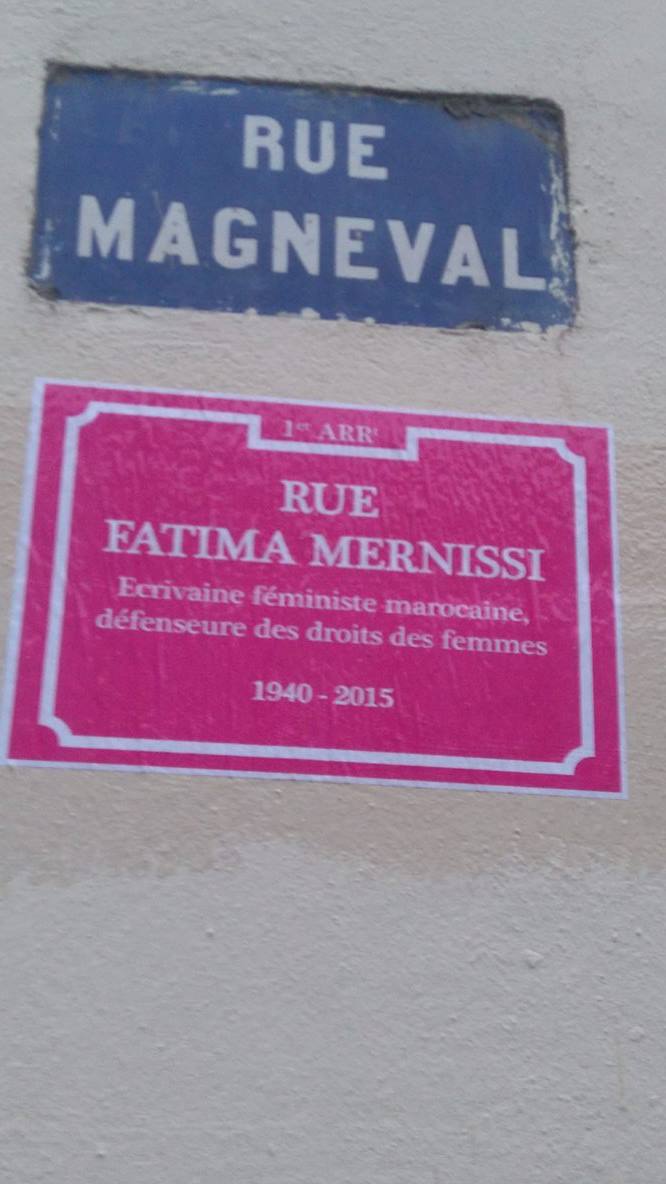 RUE
MAGNEVAL
1er ARRt
RUE
FATIMA MERNISSI
Ecrivaine féministe marocaine,
défenseure des droits des femmes
1940 - 2015